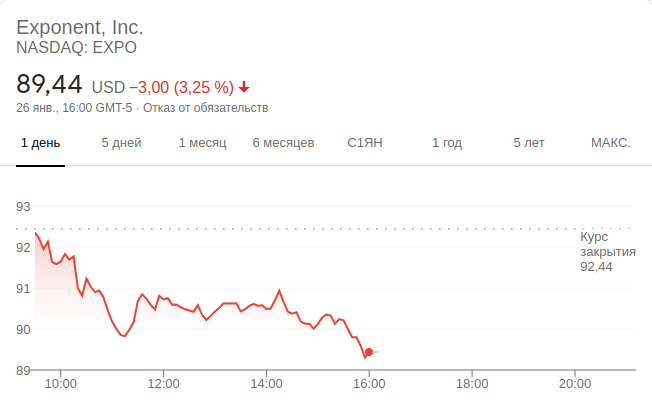 Exponent, Inc.
NASDAQ: EXPO
89,44 USD −3,00 (3,25 %)
26 янв., 16:00 GMT-5 · Отказ от обязательств
1 день 5 дней 1 месяц 6 месяцев С1ЯН 1 год 5 лет МАКС.
93
92
91
90
89
Курс
закрытия
92,44
10:00 12:00 14:00 16:00 18:00 20:00